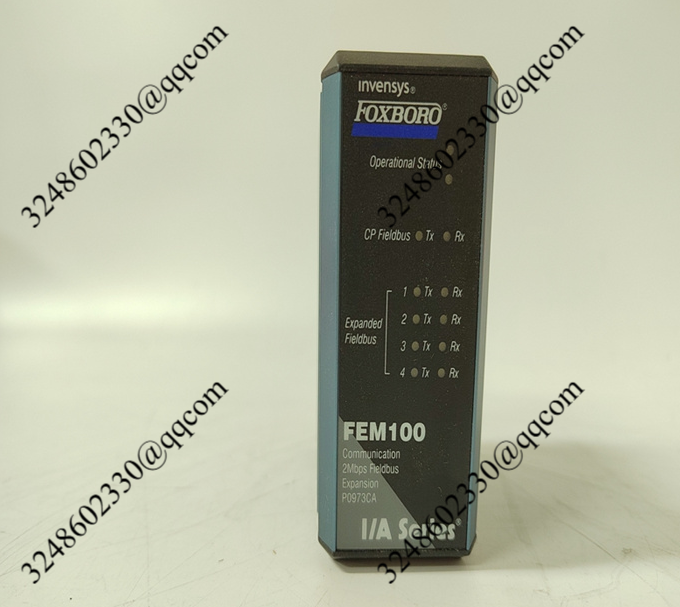 invensys®
FOXBORO®
Operational Status
CP Fieldbus Tx Rx
1 Tx Rx
2 Tx Rx
Expanded
Fieldbus
3 Tx Rx
4 Tx Rx
FEM100
Communication
2Mbps Fieldbus
Expansion
P0973CA
I/A Series®
3248602330@qqcom
3248602330@qqcom
3248602330@qqcom
3248602330@qqcom
3248602330@qqcom
3248602330@qqcom